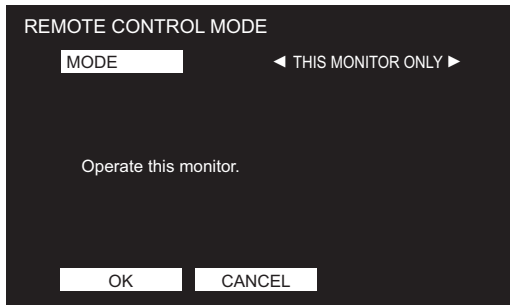 REMOTE CONTROL MODE
MODE ◄ THIS MONITOR ONLY ►
Operate this monitor.
OK CANCEL